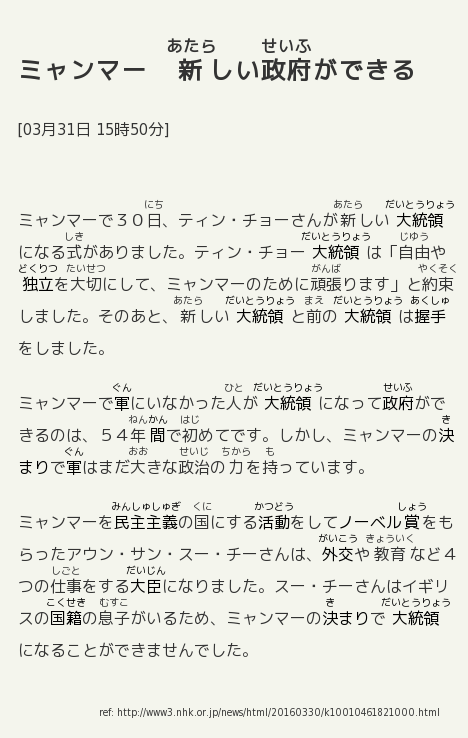 ミャンマー　新しい政府ができる
[03月31日 15時50分]
ミャンマーで３０日、ティン・チョーさんが新しい大統領
になる式がありました。ティン・チョー大統領は「自由や
独立を大切にして、ミャンマーのために頑張ります」と約束
しました。そのあと、新しい大統領と前の大統領は握手
をしました。
ミャンマーで軍にいなかった人が大統領になって政府がで
きるのは、５４年間で初めてです。しかし、ミャンマーの決
まりで軍はまだ大きな政治の力を持っています。
ミャンマーを民主主義の国にする活動をしてノーベル賞をも
らったアウン・サン・スー・チーさんは、外交や教育など４
つの仕事をする大臣になりました。スー・チーさんはイギリ
スの国籍の息子がいるため、ミャンマーの決まりで大統領
になることができませんでした。
ref: http://www3.nhk.or.jp/news/html/20160330/k10010461821000.html